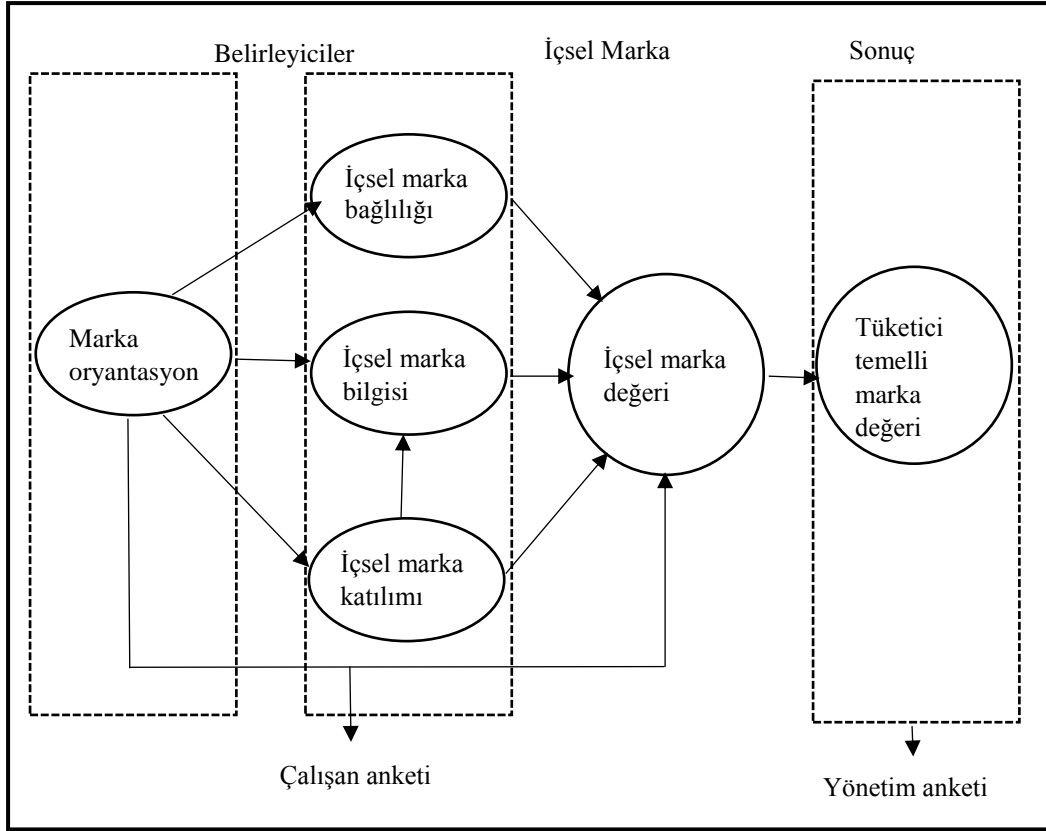 Belirleyiciler
İçsel Marka
Sonuç
İçsel marka
bağlılığı
Marka
oryantasyon
İçsel marka
bilgisi
İçsel marka
katılımı
İçsel marka
değeri
Tüketici
temelli
marka
değeri
Çalışan anketi
Yönetim anketi